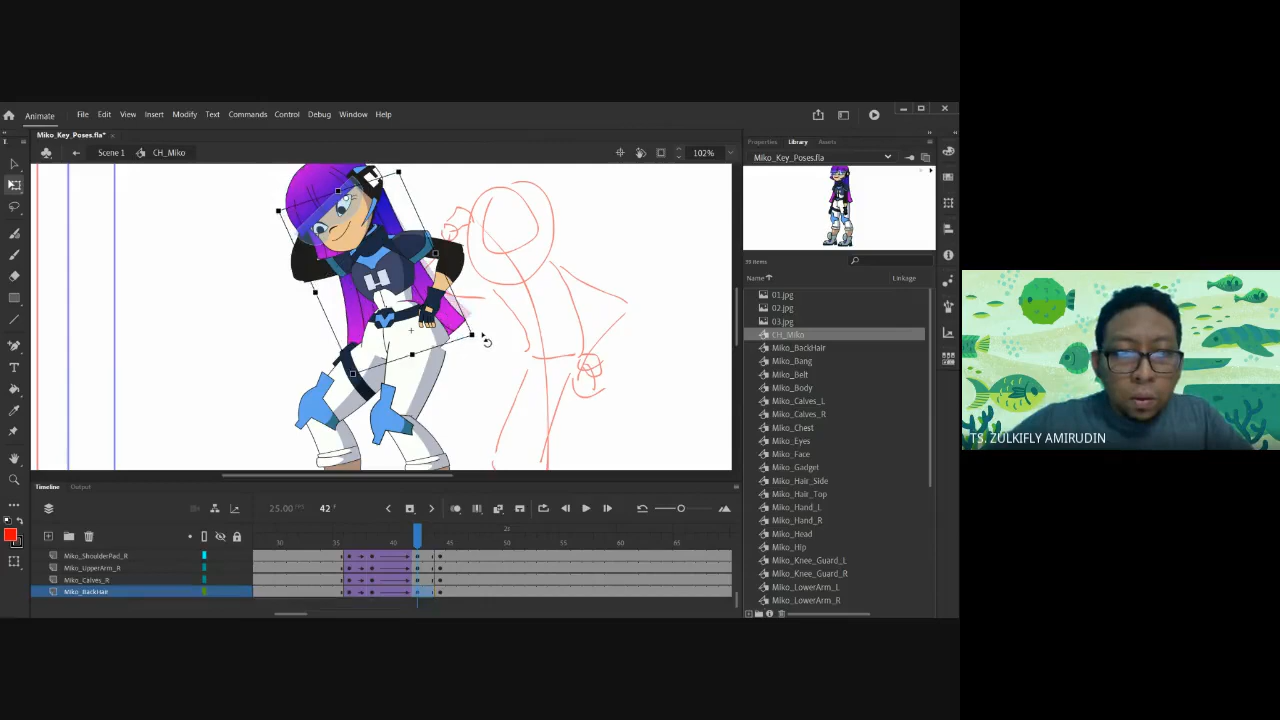 Animate File Edit View Insert Modify Text Commands Control Debug Window Help
Miko_Key_Poses.fla*
Scene 1 CH_Miko 102%
Properties Library Assets
Miko_Key_Poses.fla
Name Linkage
01.jpg
02.jpg
03.jpg
CH_Miko
Miko_BackHair
Miko_Bang
Miko_Belt
Miko_Body
Miko_Calves_L
Miko_Calves_R
Miko_Chest
Miko_Eyes
Miko_Face
Miko_Gadget
Miko_Hair_Side
Miko_Hair_Top
Miko_Hand_L
Miko_Hand_R
Miko_Head
Miko_Hip
Miko_Knee_Guard_L
Miko_Knee_Guard_R
Miko_LowerArm_L
Miko_LowerArm_R
Timeline Output
25.00 FPS 42 F
30 35 40 45 50 55 60 65
Miko_ShoulderPad_R
Miko_UpperArm_R
Miko_Calves_R
Miko_BackHair
TS. ZULKIFLY AMIRUDIN